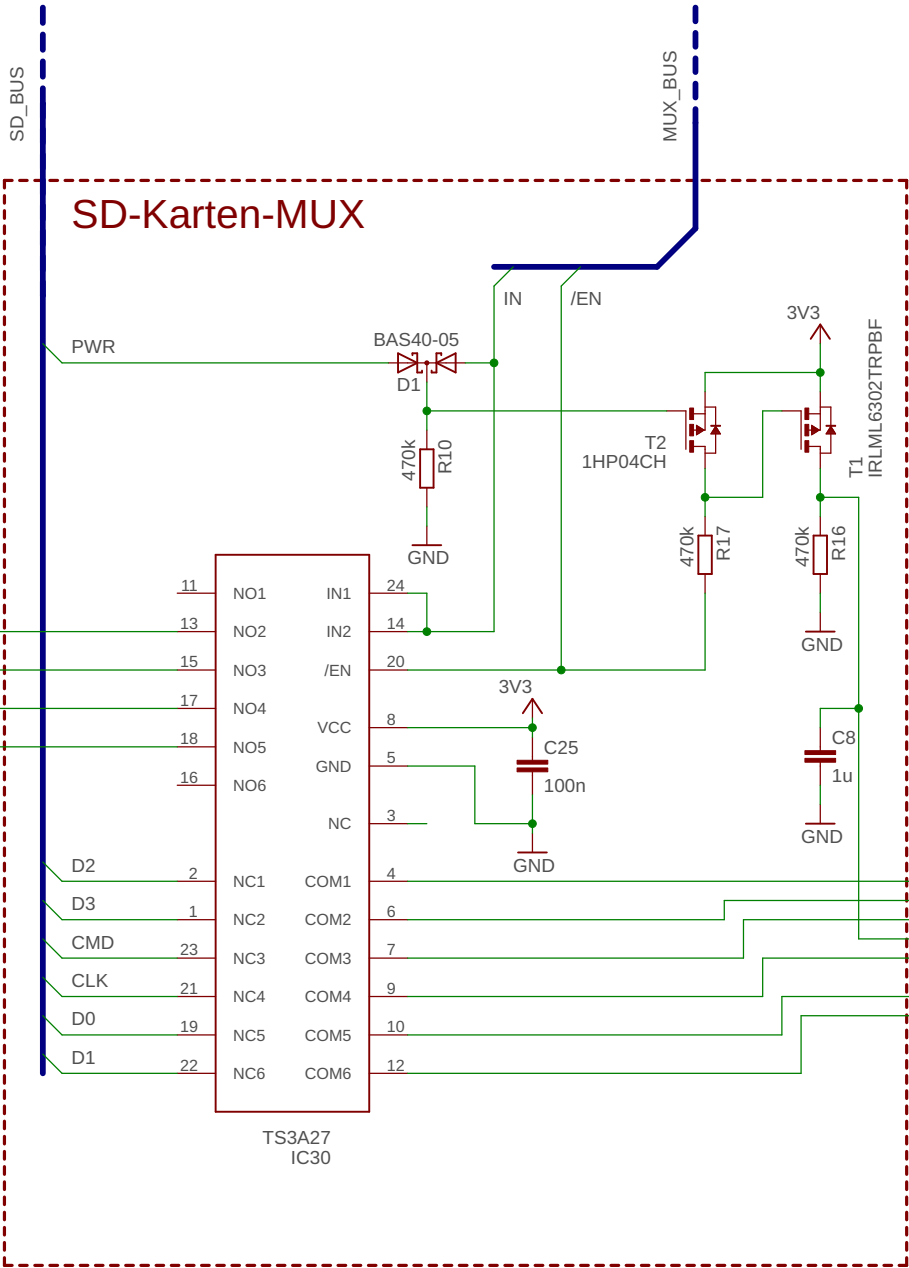 SD_BUS
MUX_BUS
SD-Karten-MUX
IN
/EN
3V3
PWR
BAS40-05
D1
IRLML6302TRPBF
T1
T2
1HP04CH
470k
R10
GND
470k
R17
470k
R16
GND
11
NO1
IN1
24
13
NO2
IN2
14
15
NO3
/EN
20
17
NO4
VCC
8
18
NO5
GND
5
16
NO6
NC
3
3V3
C25
100n
GND
C8
1u
GND
D2
2
NC1
COM1
4
D3
1
NC2
COM2
6
CMD
23
NC3
COM3
7
CLK
21
NC4
COM4
9
D0
19
NC5
COM5
10
D1
22
NC6
COM6
12
TS3A27
IC30